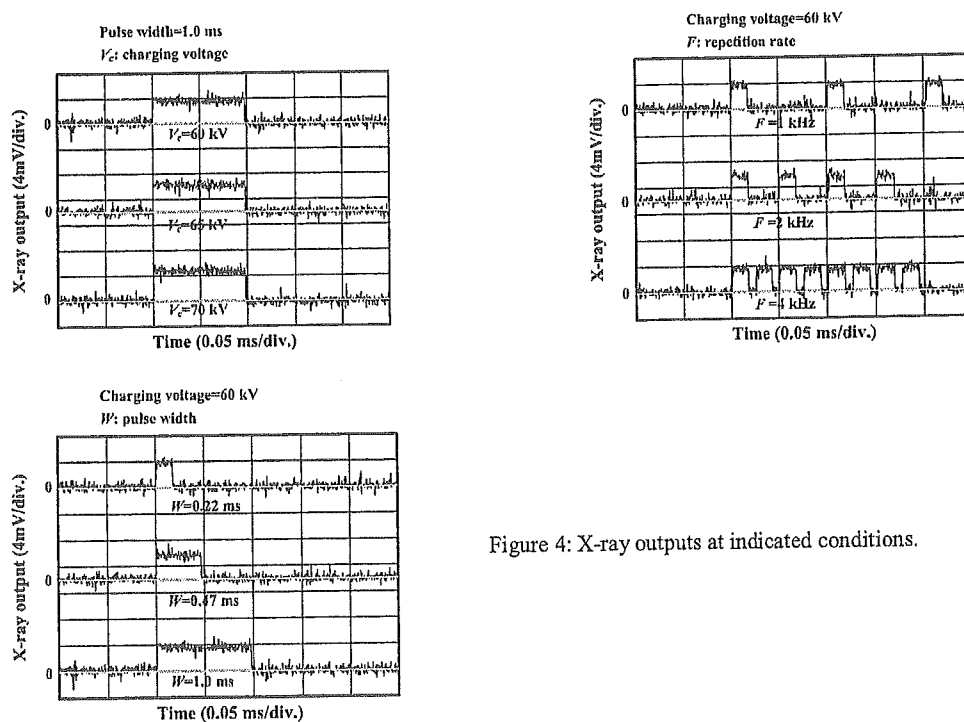 Pulse width=1.0 ms
Vc: charging voltage
X-ray output (4mV/div.)
0
Vc=60 kV
0
Vc=65 kV
0
Vc=70 kV
Time (0.05 ms/div.)
Charging voltage=60 kV
F: repetition rate
X-ray output (4mV/div.)
0
F=1 kHz
0
F=2 kHz
0
F=4 kHz
Time (0.05 ms/div.)
Charging voltage=60 kV
W: pulse width
X-ray output (4mV/div.)
0
W=0.22 ms
0
W=0.47 ms
0
W=1.0 ms
Time (0.05 ms/div.)
Figure 4: X-ray outputs at indicated conditions.